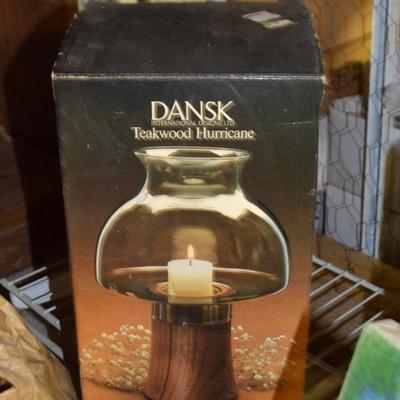 DANSK
INTERNATIONAL DESIGNS LTD
Teakwood Hurricane